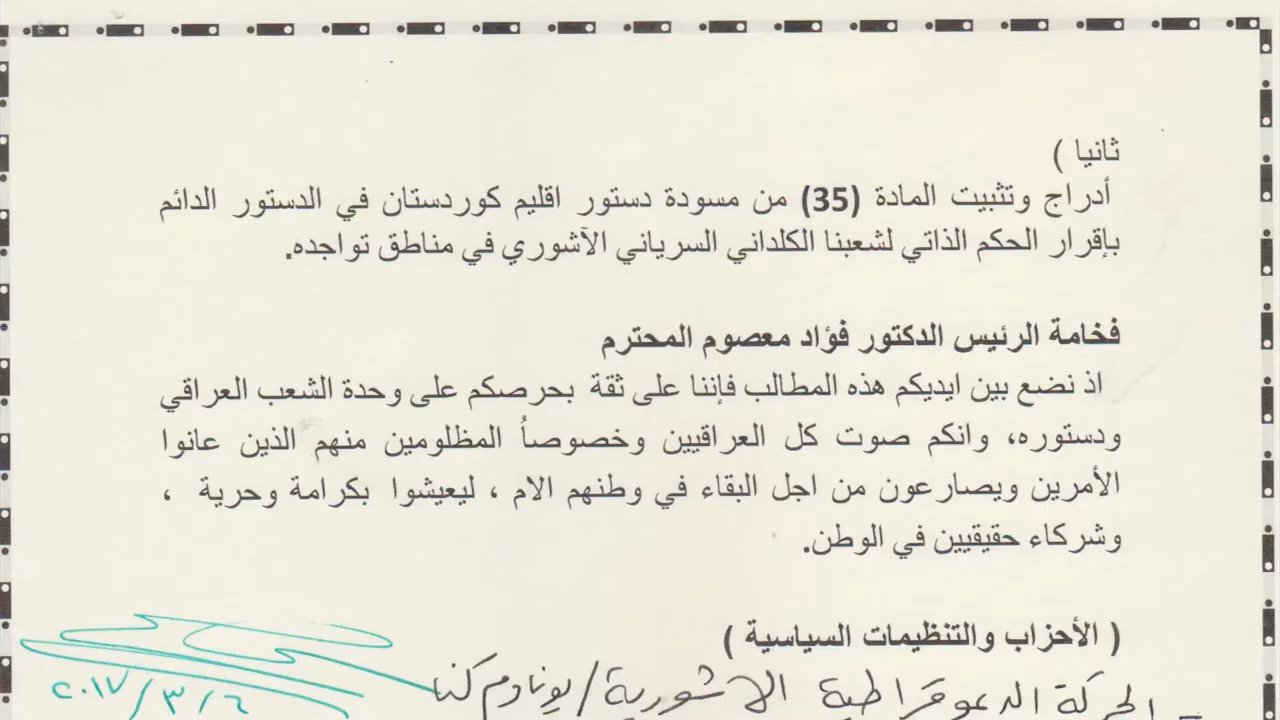 ثانيا )
أدراج وتثبيت المادة (35) من مسودة دستور اقليم كوردستان في الدستور الدائم
بإقرار الحكم الذاتي لشعبنا الكلداني السرياني الآشوري في مناطق تواجده.
فخامة الرئيس الدكتور فؤاد معصوم المحترم
اذ نضع بين ايديكم هذه المطالب فإننا على ثقة بحرصكم على وحدة الشعب العراقي
ودستوره، وانكم صوت كل العراقيين وخصوصاُ المظلومين منهم الذين عانوا
الأمرين ويصارعون من اجل البقاء في وطنهم الام ، ليعيشوا بكرامة وحرية ،
وشركاء حقيقيين في الوطن.
( الأحزاب والتنظيمات السياسية )
- الحركة الديموقراطية الاشورية / يونادم كنا
٢٠١٧/٣/٦